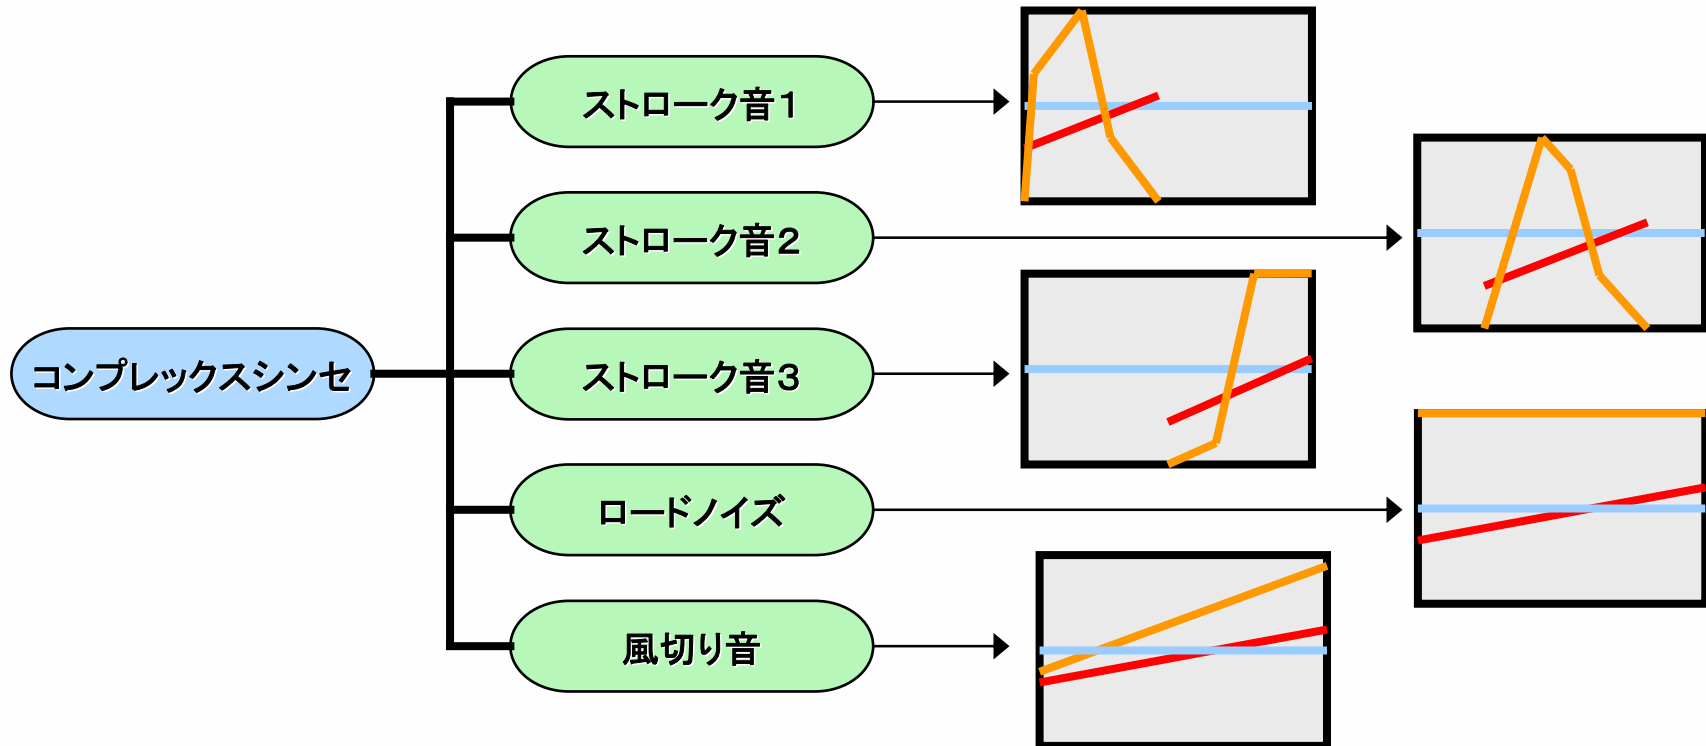 ストローク音1
ストローク音2
ストローク音3
コンプレックスシンセ
ロードノイズ
風切り音